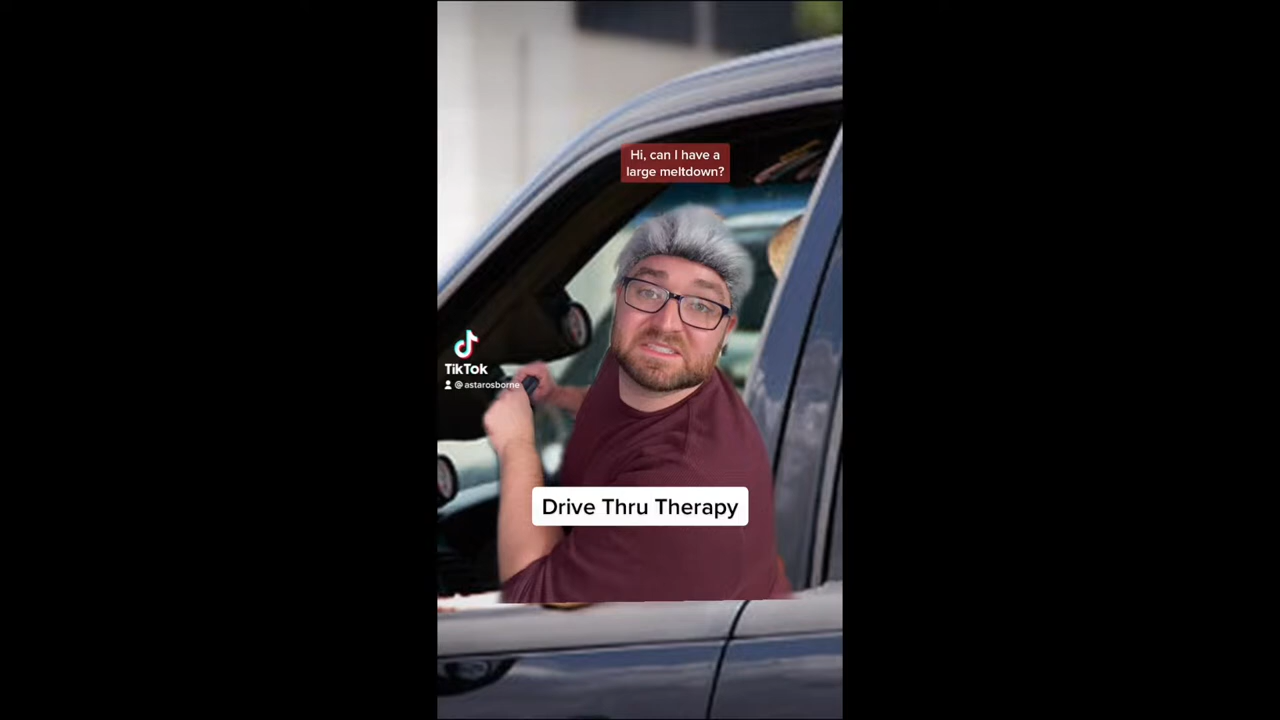 Hi, can I have a
large meltdown?
TikTok
@astarosborne
Drive Thru Therapy